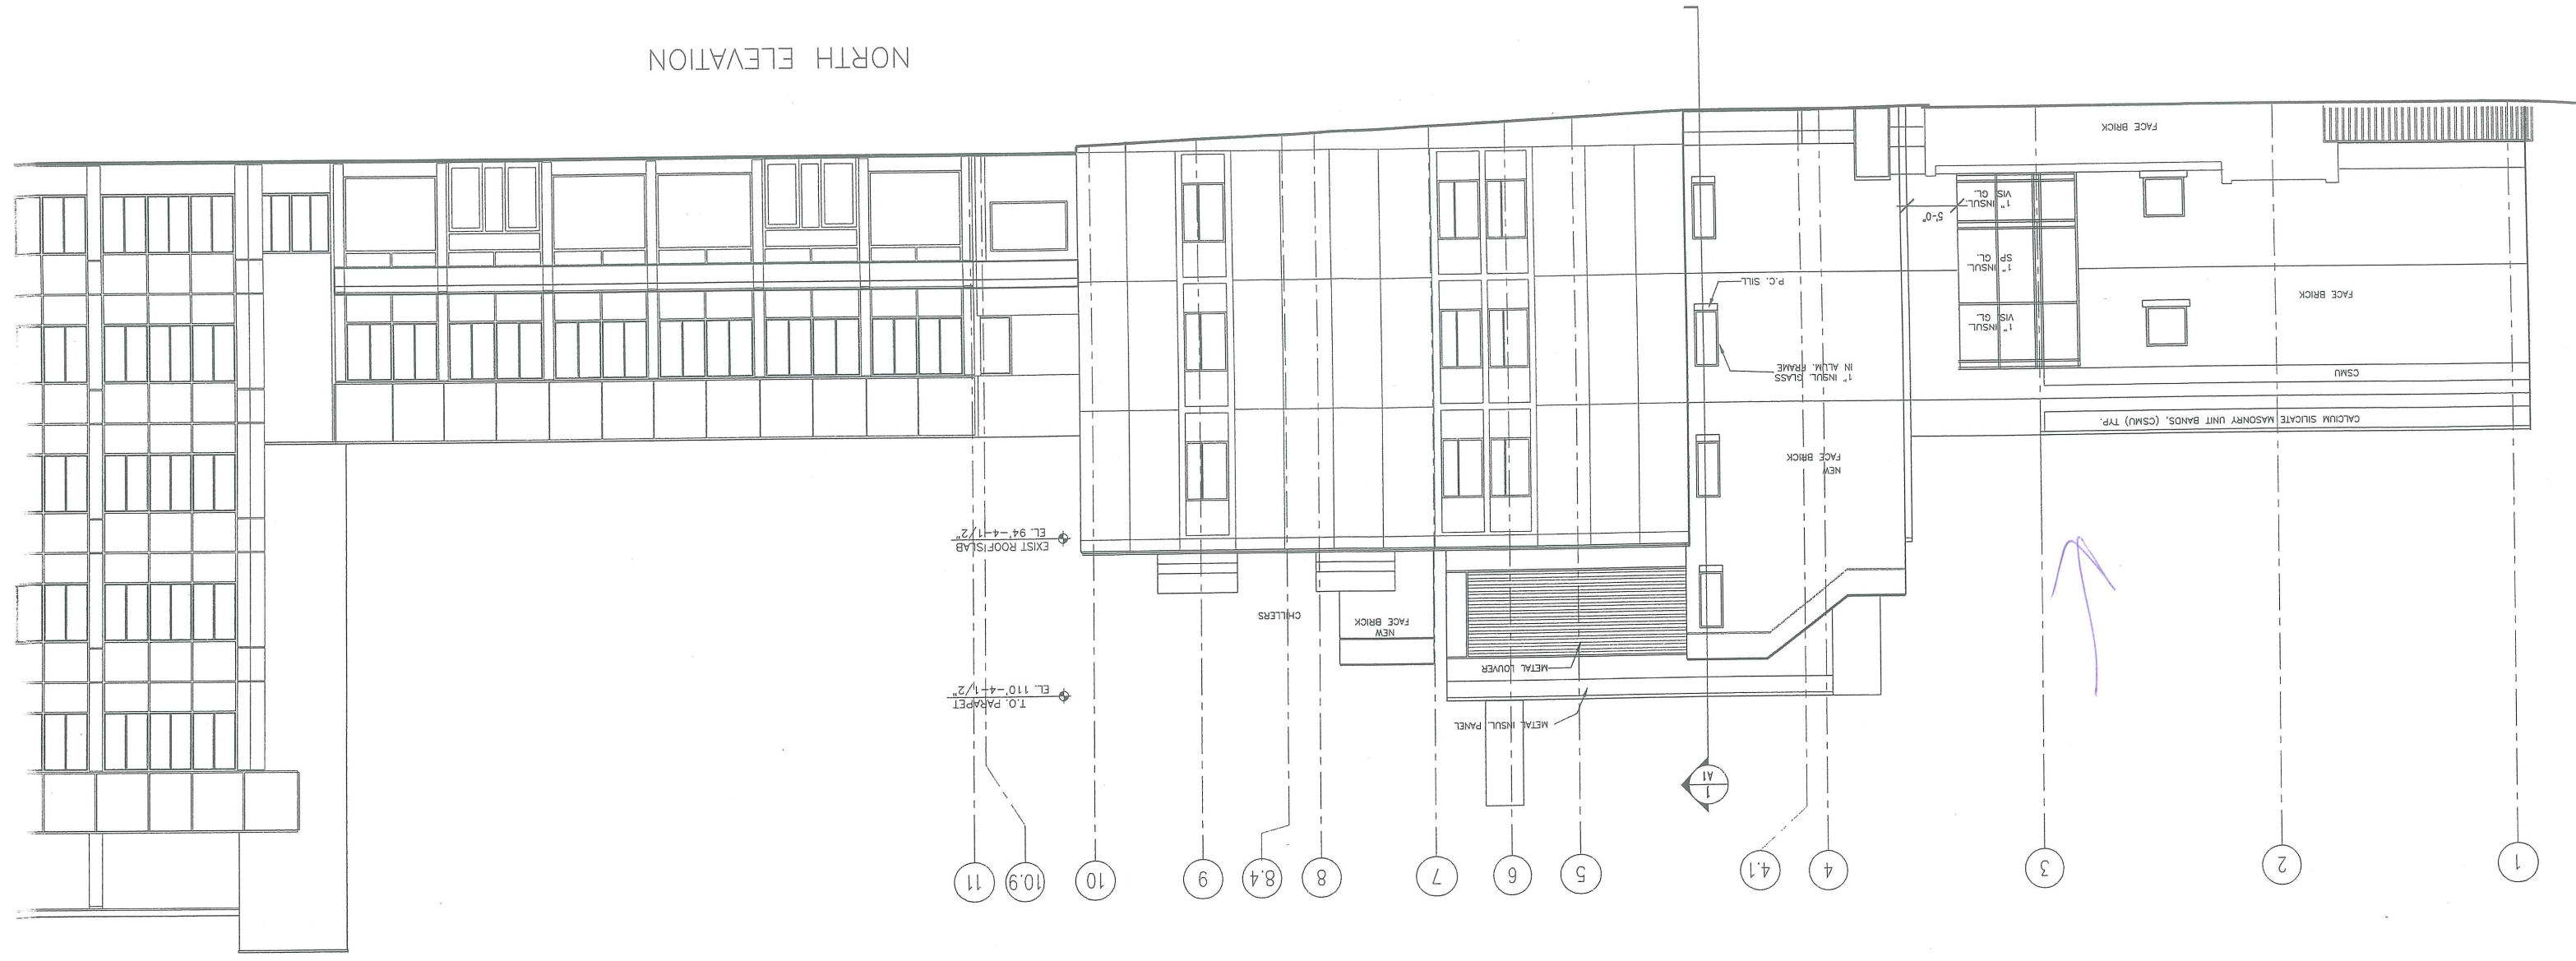 1
2
3
4
4.1
5
6
7
8
8.4
9
10
10.9
11
1
A1
METAL INSUL. PANEL
T.O. PARAPET
EL. 110'-4-1/2"
METAL LOUVER
NEW
FACE BRICK
CHILLERS
EXIST ROOF SLAB
EL. 94'-4-1/2"
NEW
FACE BRICK
CALCIUM SILICATE MASONRY UNIT BANDS, (CSMU) TYP.
CSMU
1" INSUL. GLASS
IN ALUM. FRAME
1" INSUL.
VIS. GL.
FACE BRICK
P.C. SILL
1" INSUL.
SP GL.
5'-0"
1" INSUL.
VIS GL.
FACE BRICK
NORTH ELEVATION